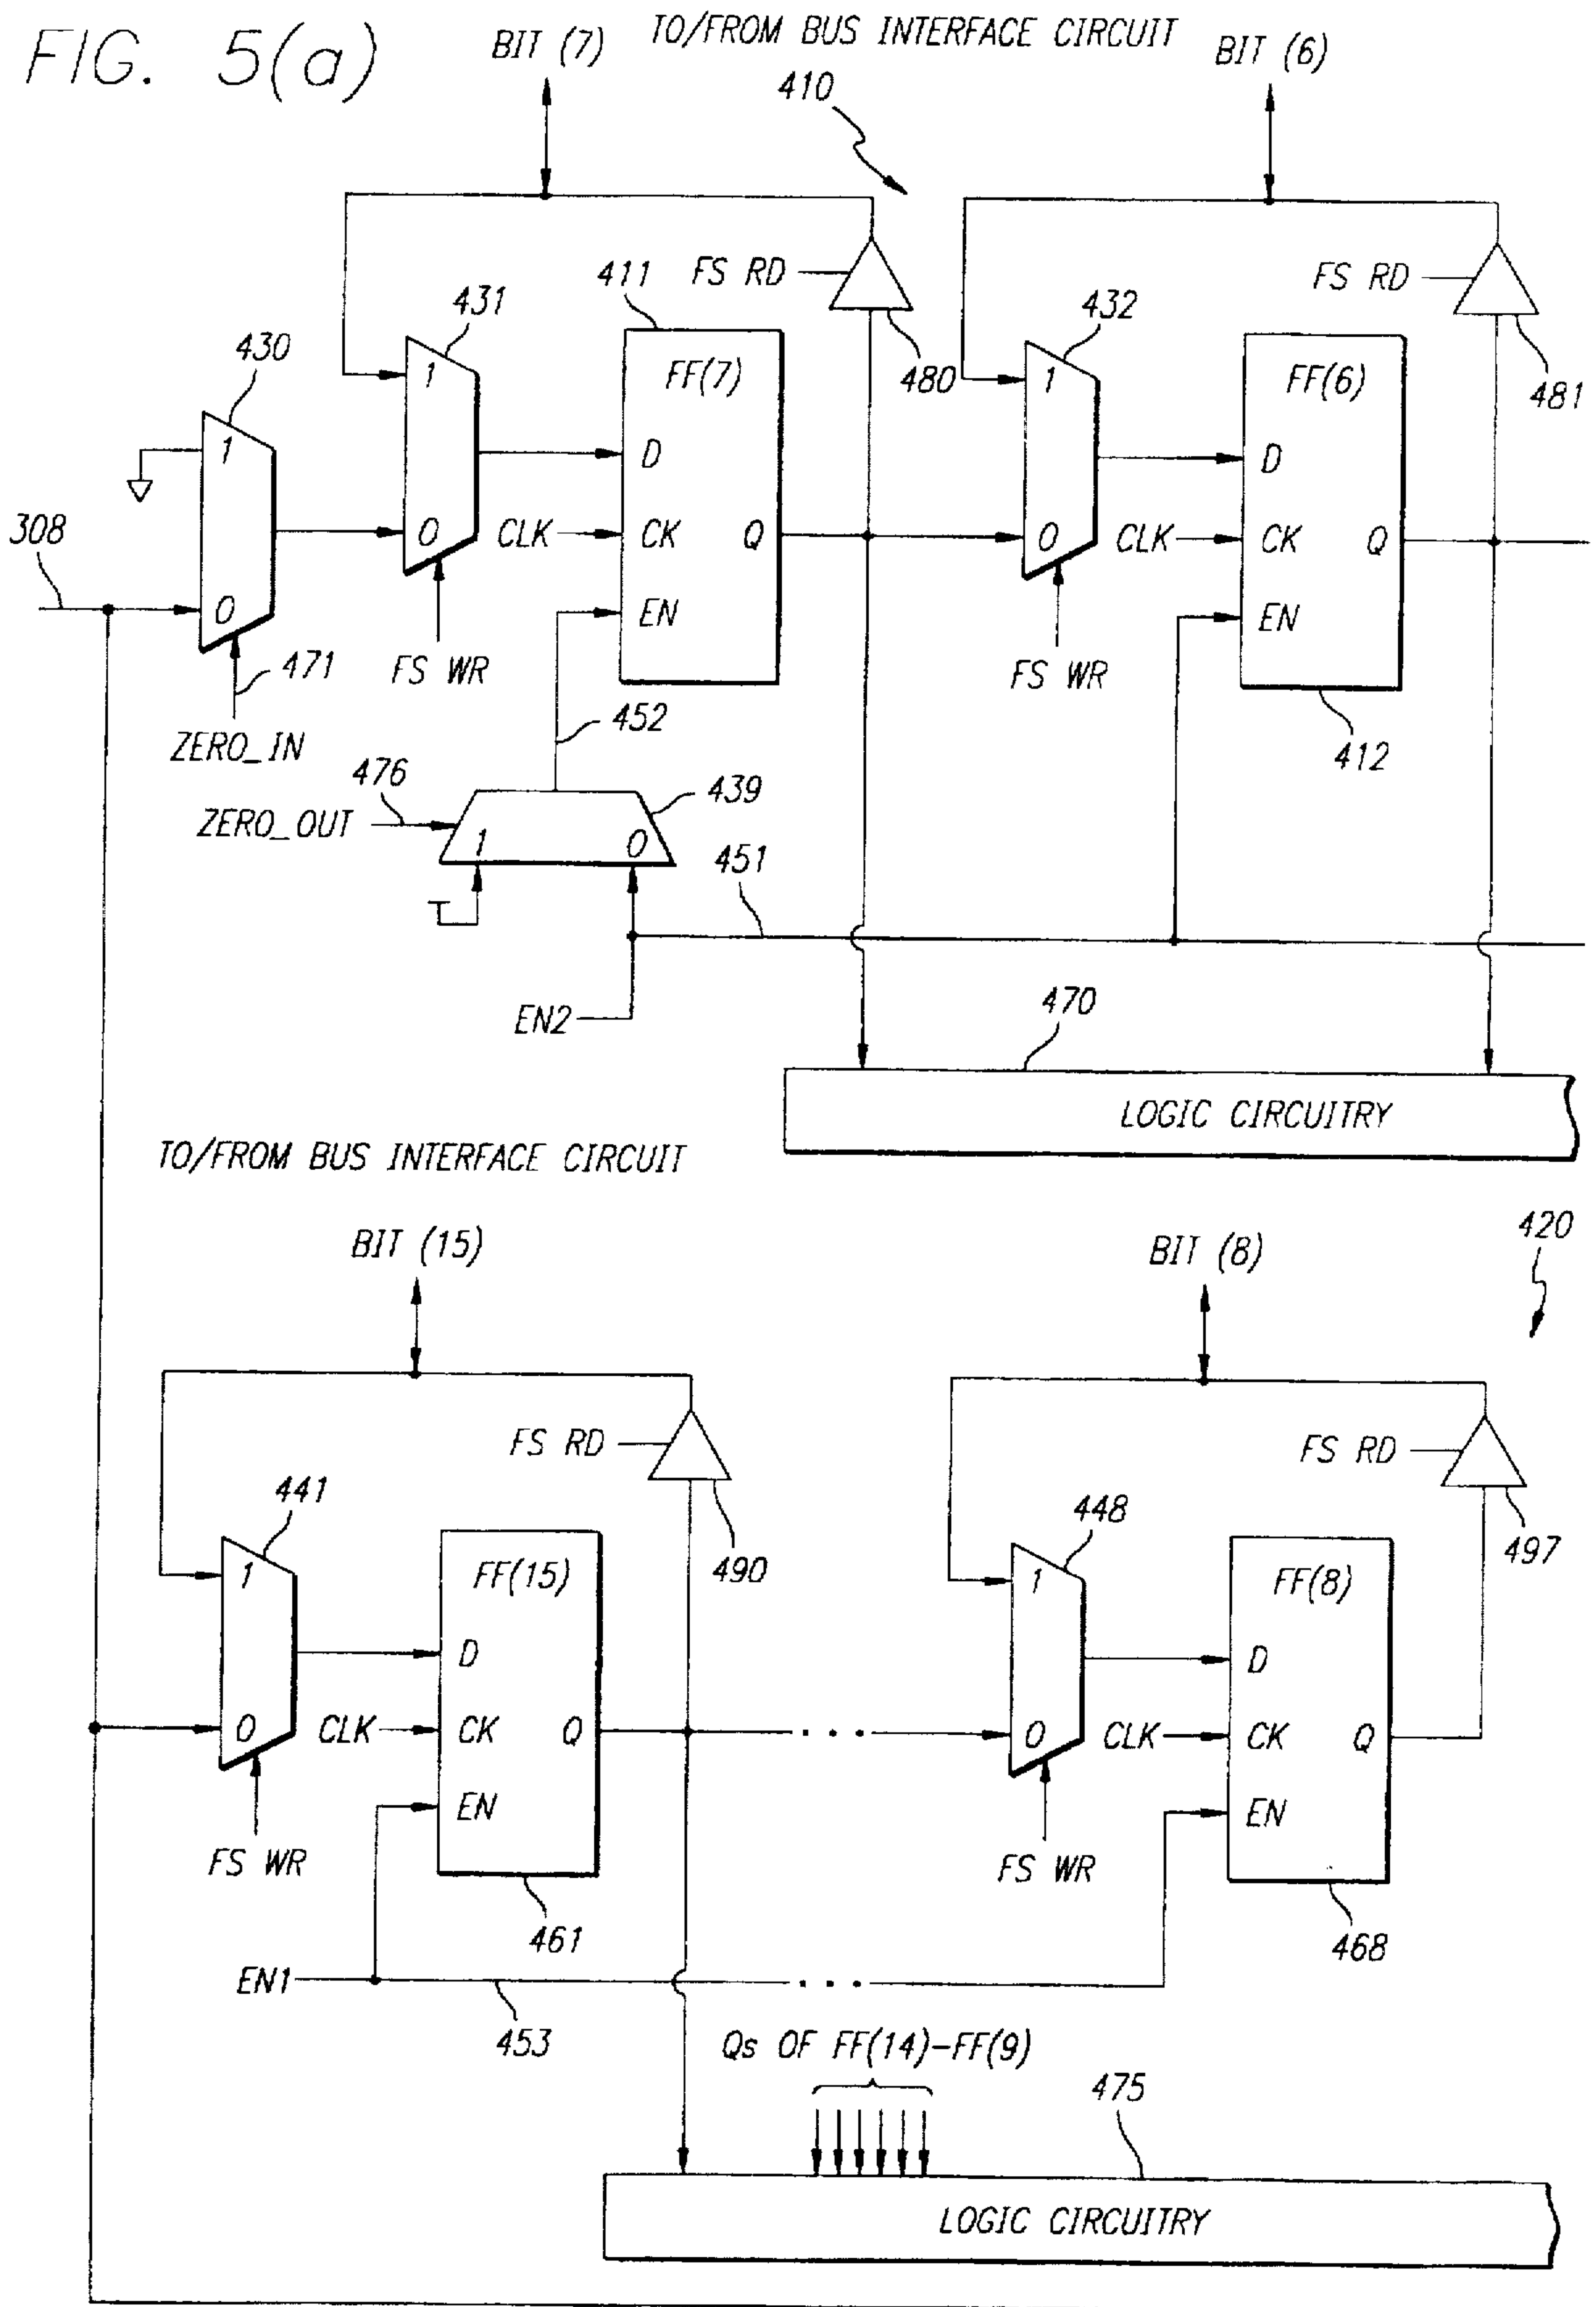 FIG. 5(a)
BIT (7)
TO/FROM BUS INTERFACE CIRCUIT
BIT (6)
410
411
FS RD
480
FS RD
481
430
431
432
1
0
1
0
FF(7)
D
CK
Q
EN
CLK
1
0
FF(6)
D
CK
Q
EN
CLK
308
471
ZERO_IN
FS WR
FS WR
452
412
476
ZERO_OUT
1
0
439
451
EN2
470
LOGIC CIRCUITRY
TO/FROM BUS INTERFACE CIRCUIT
420
BIT (15)
BIT (8)
FS RD
490
FS RD
497
441
448
1
0
FF(15)
D
CK
Q
EN
CLK
1
0
FF(8)
D
CK
Q
EN
CLK
FS WR
FS WR
461
468
EN1
. . .
. . .
453
Qs OF FF(14)-FF(9)
475
LOGIC CIRCUITRY